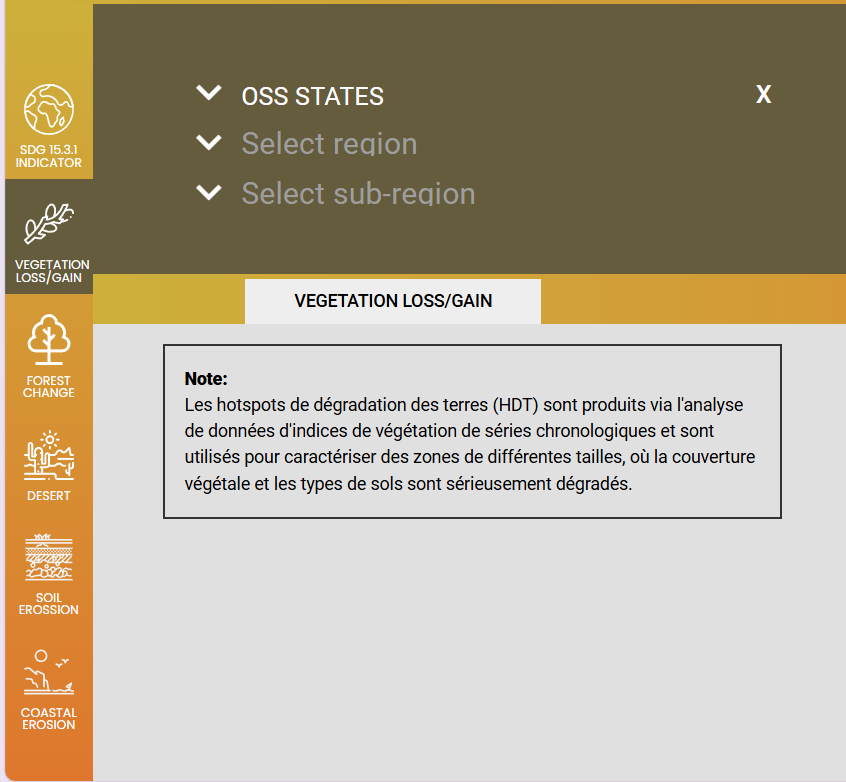 SDG 15.3.1
INDICATOR
VEGETATION
LOSS/GAIN
FOREST
CHANGE
DESERT
SOIL
EROSSION
COASTAL
EROSION
OSS STATES
X
Select region
Select sub-region
VEGETATION LOSS/GAIN
Note:
Les hotspots de dégradation des terres (HDT) sont produits via l'analyse
de données d'indices de végétation de séries chronologiques et sont
utilisés pour caractériser des zones de différentes tailles, où la couverture
végétale et les types de sols sont sérieusement dégradés.